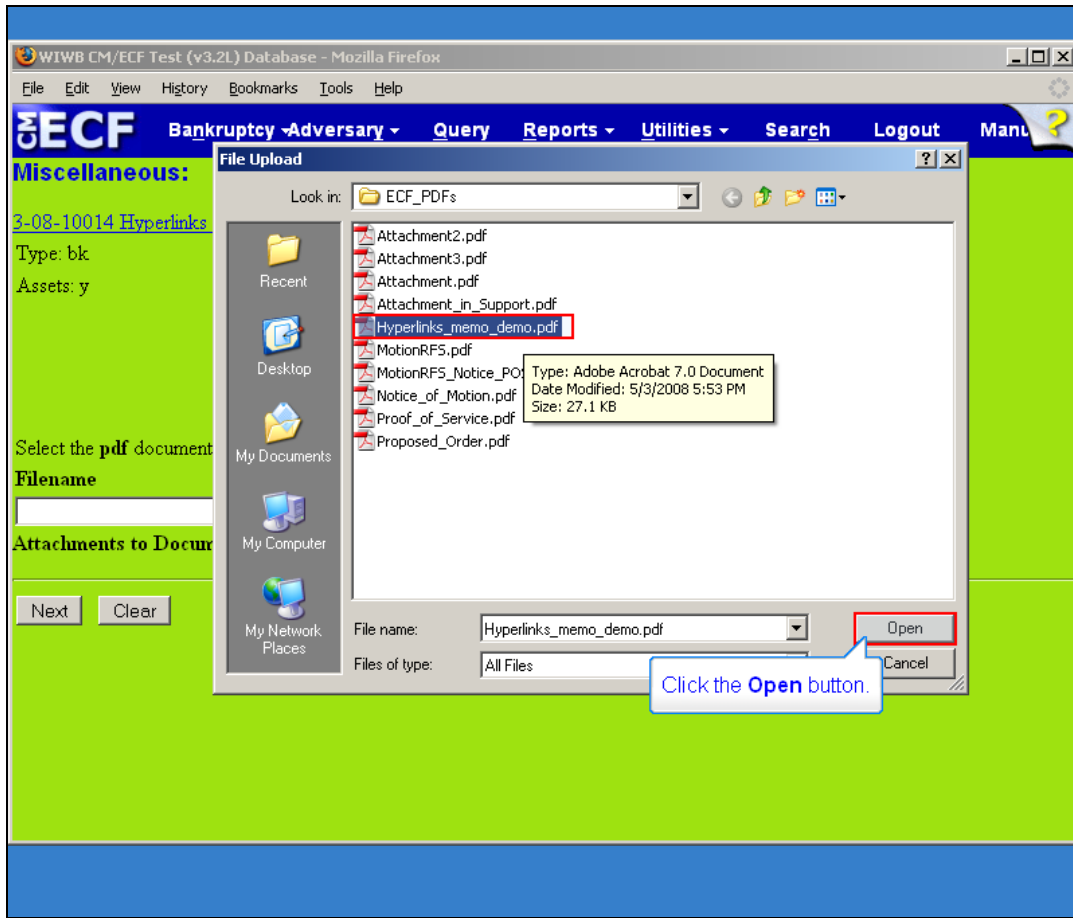 WIWB CM/ECF Test (v3.2L) Database - Mozilla Firefox
File Edit View History Bookmarks Tools Help
CM ECF Bankruptcy Adversary Query Reports Utilities Search Logout Manu ?
File Upload
Miscellaneous:
Look in: ECF_PDFs
3-08-10014 Hyperlinks
Type: bk
Assets: y
Recent
Desktop
My Documents
My Computer
My Network
Places
Attachment2.pdf
Attachment3.pdf
Attachment.pdf
Attachment_in_Support.pdf
Hyperlinks_memo_demo.pdf
MotionRFS.pdf
MotionRFS_Notice_PO
Notice_of_Motion.pdf
Proof_of_Service.pdf
Proposed_Order.pdf
Type: Adobe Acrobat 7.0 Document
Date Modified: 5/3/2008 5:53 PM
Size: 27.1 KB
Select the pdf document
Filename
Attachments to Docum
Next Clear
File name: Hyperlinks_memo_demo.pdf Open
Files of type: All Files Cancel
Click the Open button.